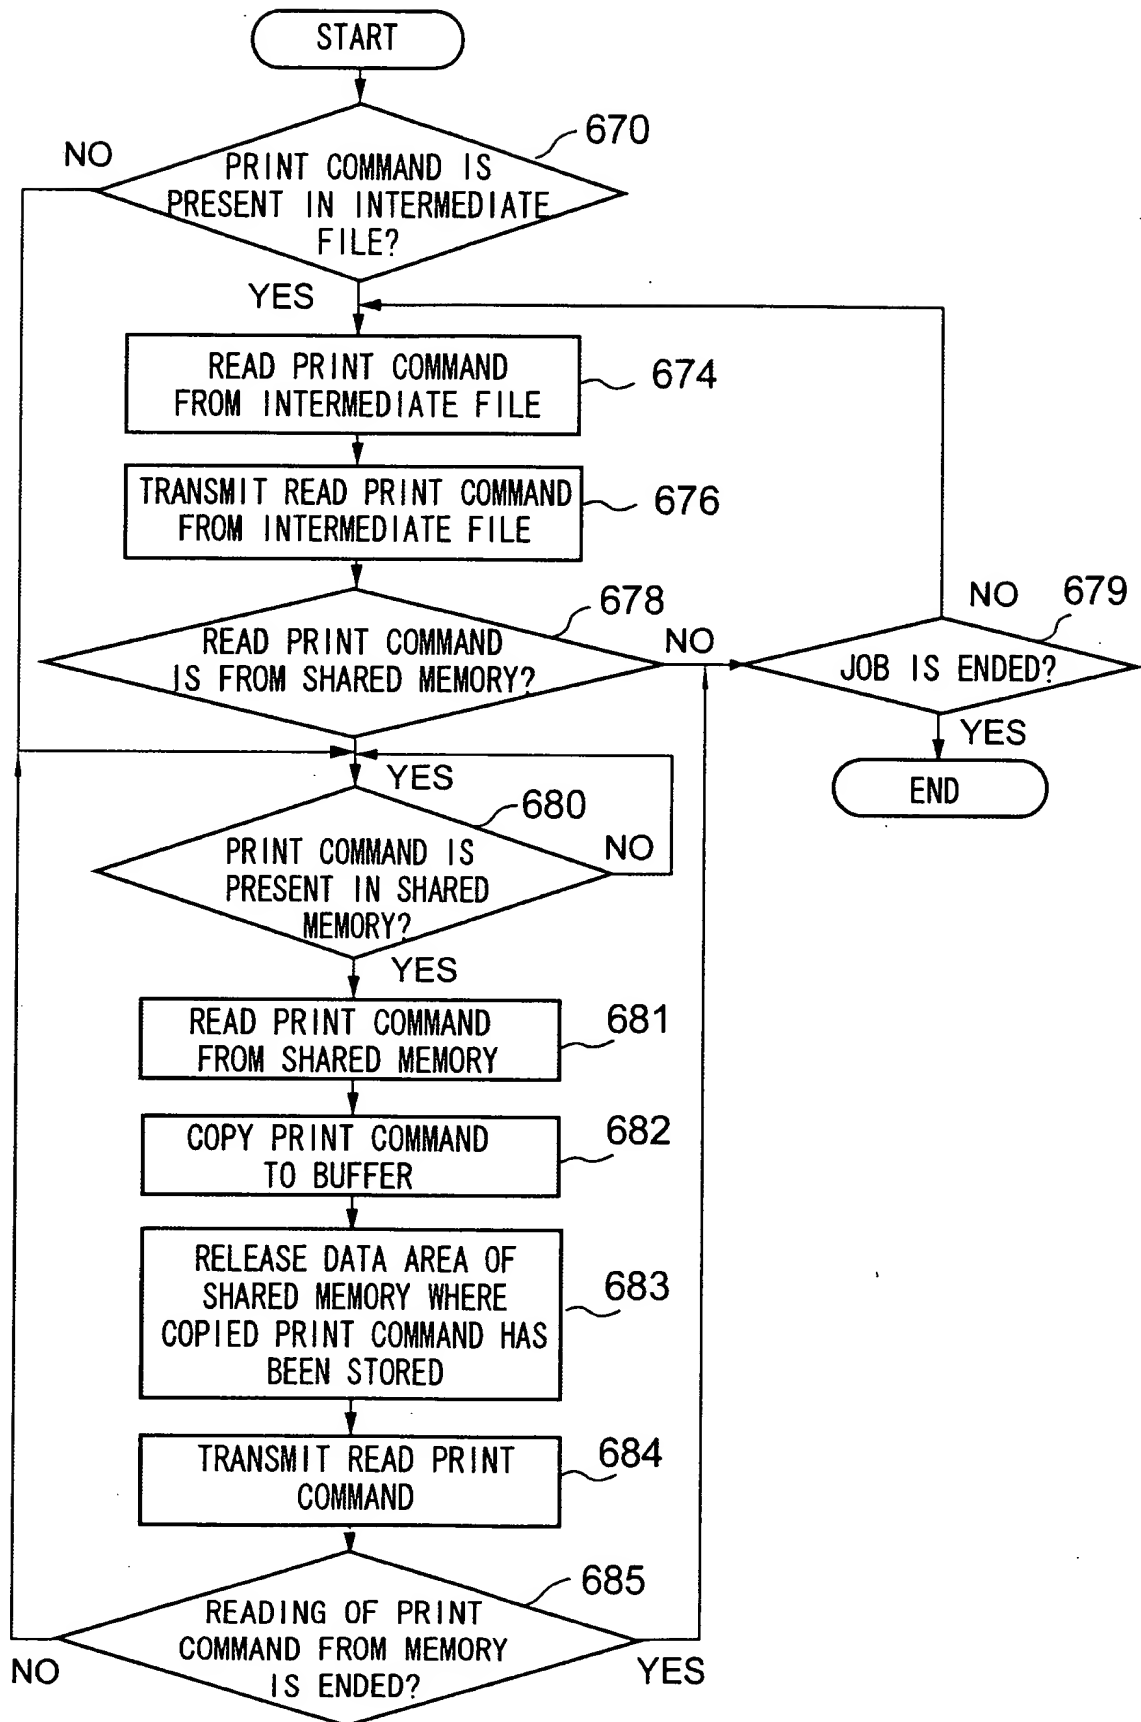 START
670
NO
PRINT COMMAND IS
PRESENT IN INTERMEDIATE
FILE?
YES
READ PRINT COMMAND
FROM INTERMEDIATE FILE
674
TRANSMIT READ PRINT COMMAND
FROM INTERMEDIATE FILE
676
678
READ PRINT COMMAND
IS FROM SHARED MEMORY?
NO
NO
679
JOB IS ENDED?
YES
END
YES
680
PRINT COMMAND IS
PRESENT IN SHARED
MEMORY?
NO
YES
READ PRINT COMMAND
FROM SHARED MEMORY
681
COPY PRINT COMMAND
TO BUFFER
682
RELEASE DATA AREA OF
SHARED MEMORY WHERE
COPIED PRINT COMMAND HAS
BEEN STORED
683
TRANSMIT READ PRINT
COMMAND
684
685
READING OF PRINT
COMMAND FROM MEMORY
IS ENDED?
NO
YES